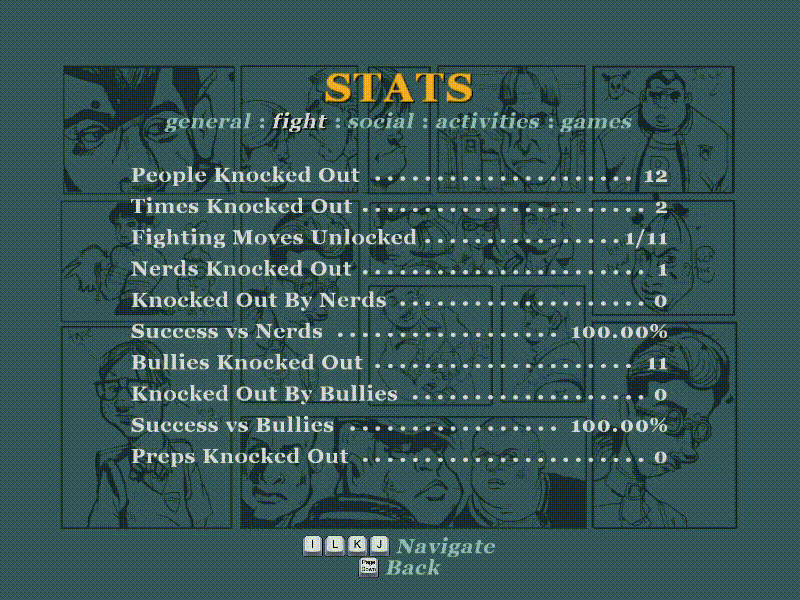 STATS
general : fight : social : activities : games
People Knocked Out ..................... 12
Times Knocked Out ....................... 2
Fighting Moves Unlocked ................ 1/11
Nerds Knocked Out ....................... 1
Knocked Out By Nerds .................... 0
Success vs Nerds .................. 100.00%
Bullies Knocked Out ...................... 11
Knocked Out By Bullies ................... 0
Success vs Bullies ................. 100.00%
Preps Knocked Out ....................... 0
I L K J Navigate
Page Down Back